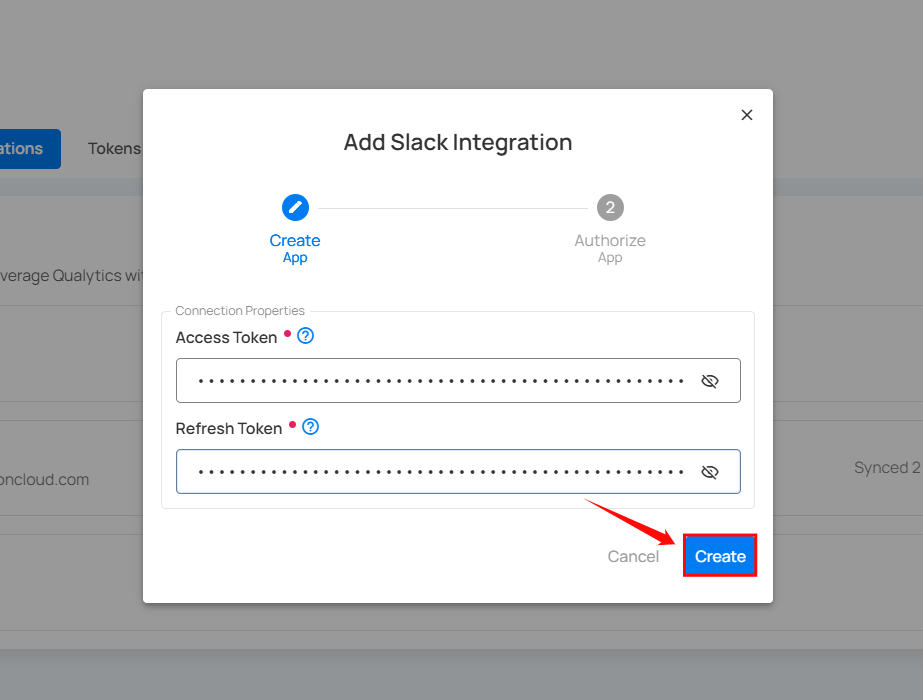 Add Slack Integration
ations
Tokens
2
Create
App
Authorize
App
verage Qualytics wi
Connection Properties
Access Token
?
Refresh Token
?
oncloud.com
Synced 2
Cancel
Create